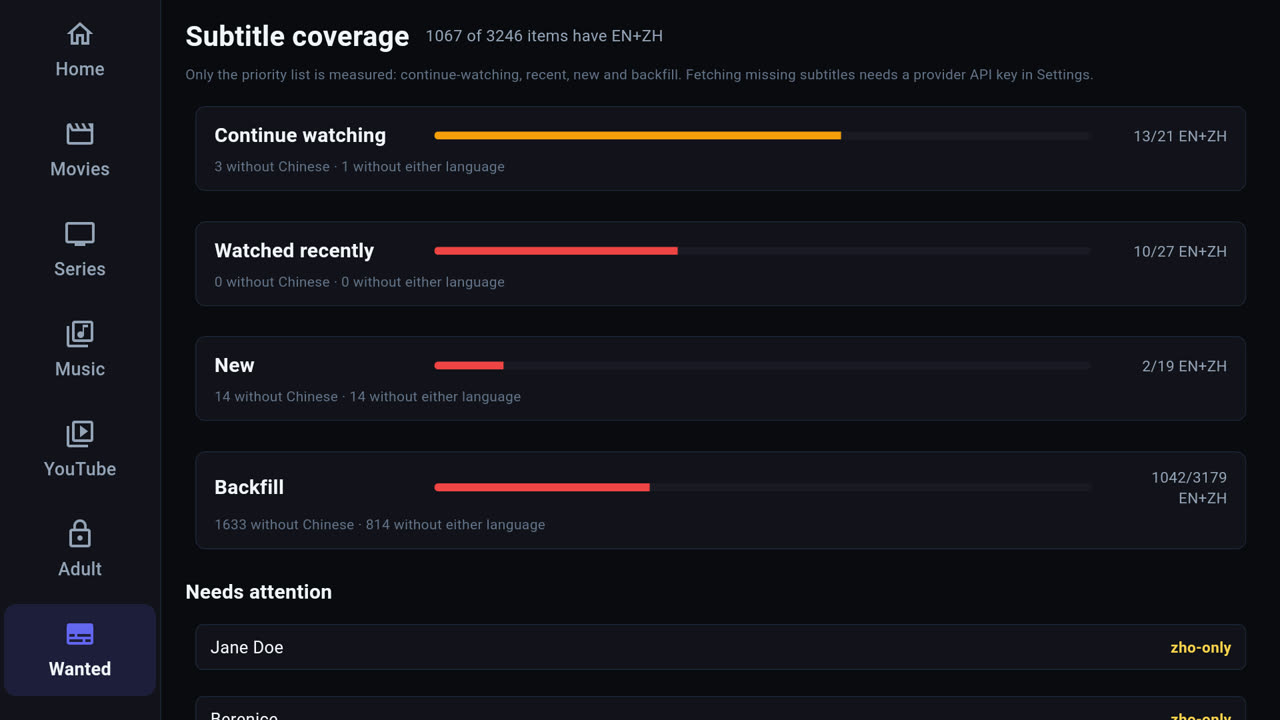 Home
Movies
Series
Music
YouTube
Adult
Wanted
Subtitle coverage 1067 of 3246 items have EN+ZH
Only the priority list is measured: continue-watching, recent, new and backfill. Fetching missing subtitles needs a provider API key in Settings.
Continue watching 13/21 EN+ZH
3 without Chinese · 1 without either language
Watched recently 10/27 EN+ZH
0 without Chinese · 0 without either language
New 2/19 EN+ZH
14 without Chinese · 14 without either language
Backfill 1042/3179
EN+ZH
1633 without Chinese · 814 without either language
Needs attention
Jane Doe zho-only
Berenice zho-only